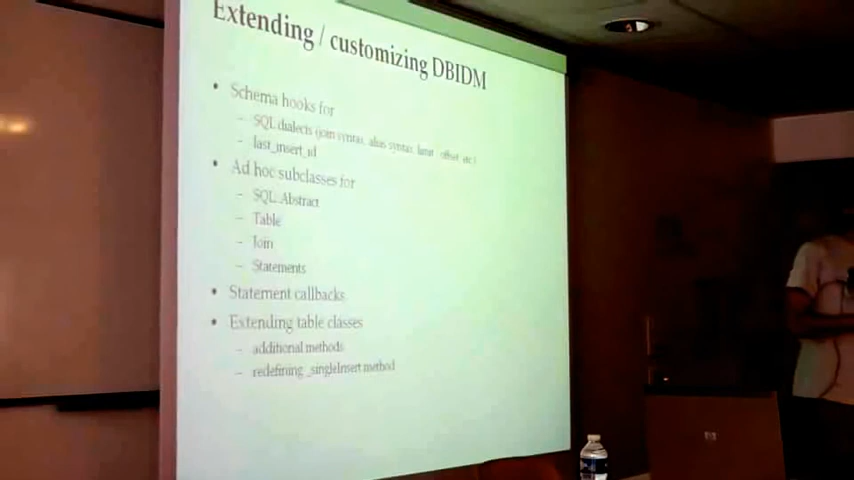 Extending / customizing DBIDM
• Schema hooks for
– SQL dialects (join syntax, alias syntax, limit offset, etc.)
– last_insert_id
• Ad hoc subclasses for
– SQL Abstract
– Table
– Join
– Statements
• Statement callbacks
• Extending table classes
– additional methods
– redefining _singleInsert method
hp